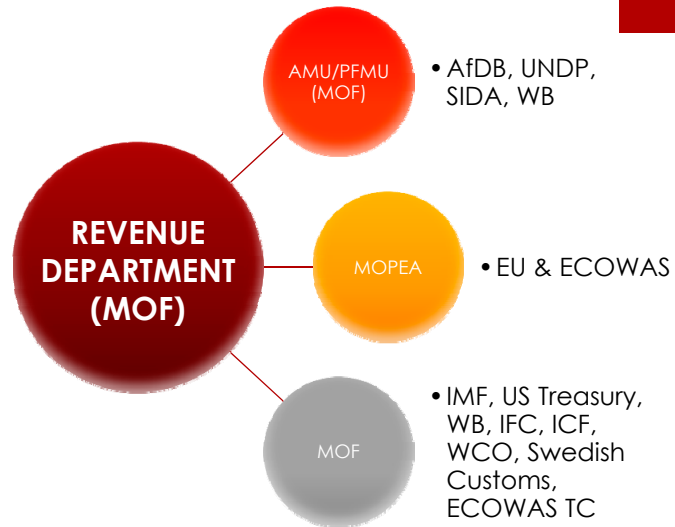 AMU/PFMU
(MOF)
• AfDB, UNDP,
SIDA, WB
REVENUE
DEPARTMENT
(MOF)
MOPEA
• EU & ECOWAS
MOF
• IMF, US Treasury,
WB, IFC, ICF,
WCO, Swedish
Customs,
ECOWAS TC